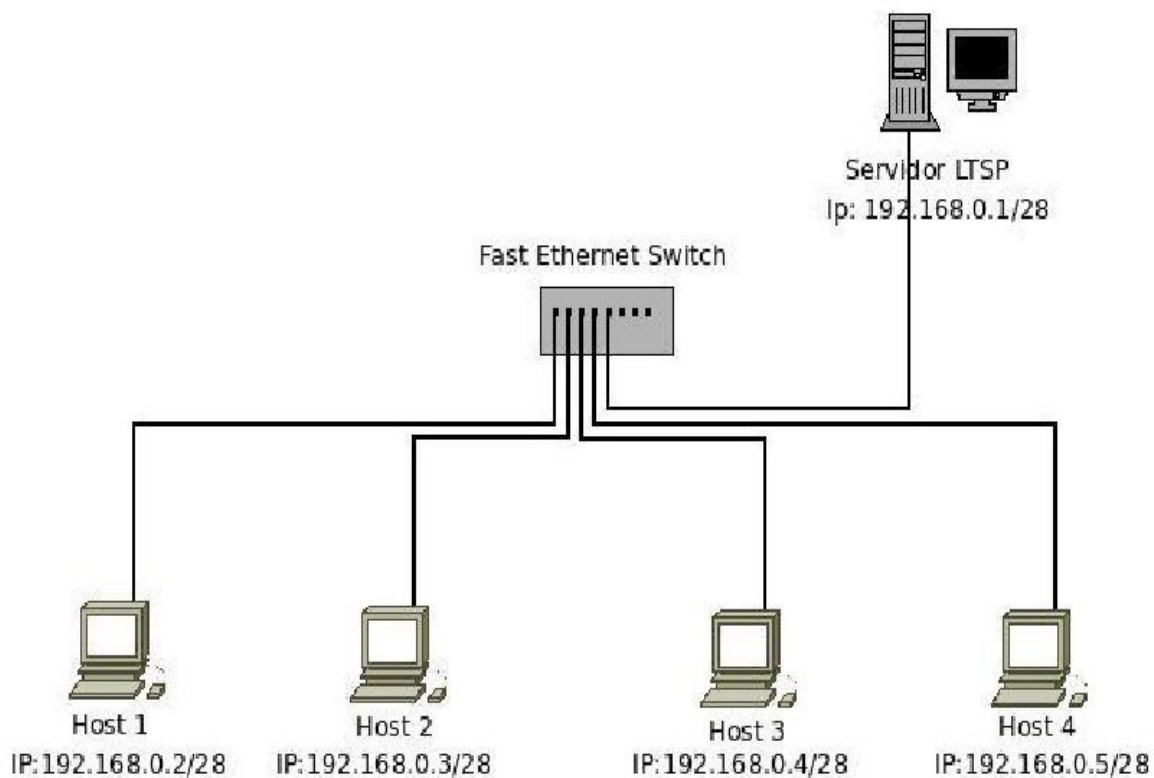 Servidor LTSP
Ip: 192.168.0.1/28
Fast Ethernet Switch
Host 1
IP:192.168.0.2/28
Host 2
IP:192.168.0.3/28
Host 3
IP:192.168.0.4/28
Host 4
IP:192.168.0.5/28